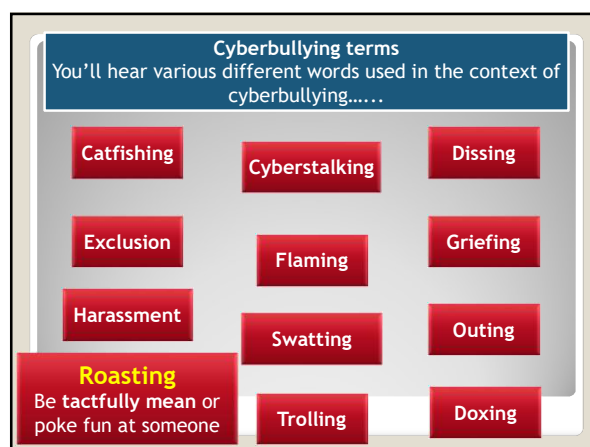 Cyberbullying terms
You’ll hear various different words used in the context of
cyberbullying…...
Catfishing
Cyberstalking
Dissing
Exclusion
Flaming
Griefing
Harassment
Swatting
Outing
Roasting
Be tactfully mean or
poke fun at someone
Trolling
Doxing